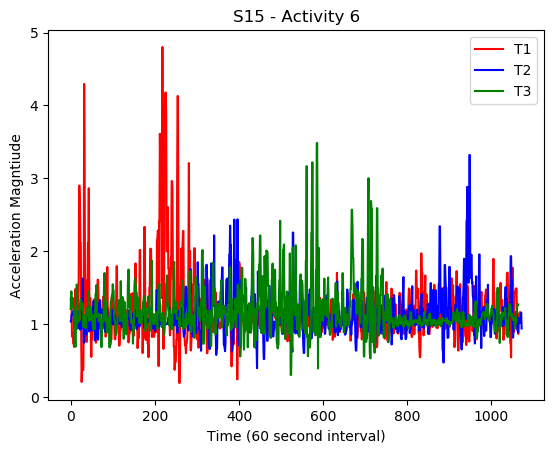 S15 - Activity 6
5
4
3
2
1
0
Acceleration Magntiude
T1
T2
T3
0 200 400 600 800 1000
Time (60 second interval)